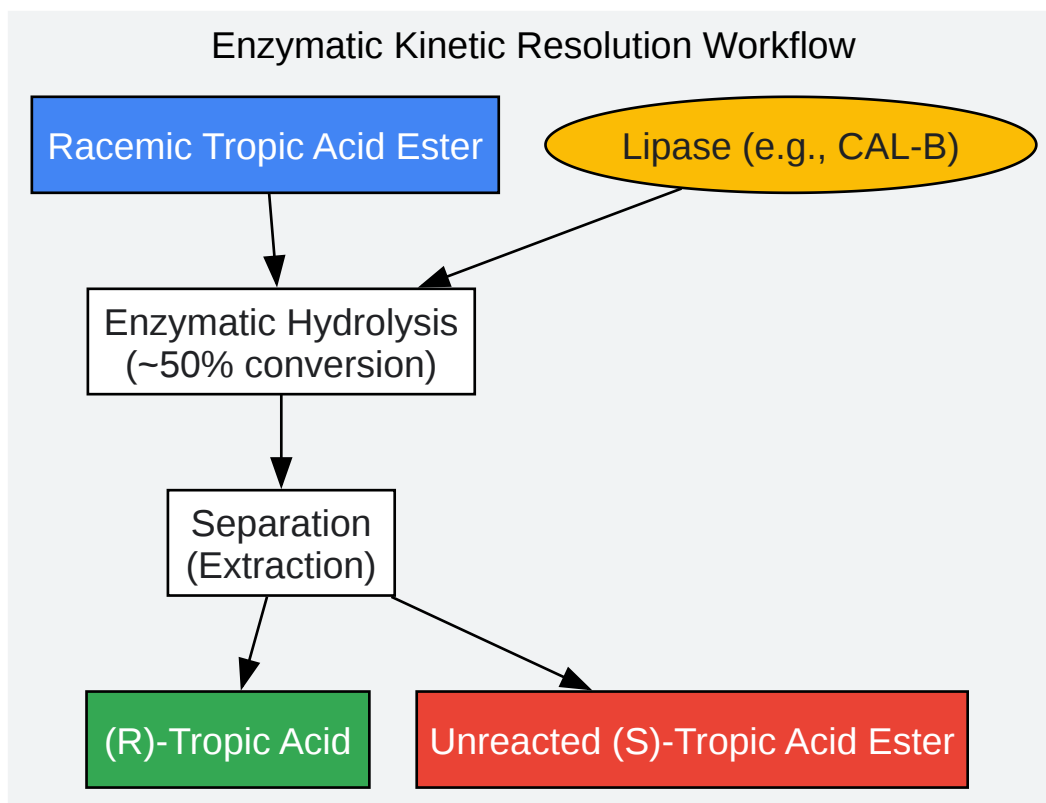 Enzymatic Kinetic Resolution Workflow
Racemic Tropic Acid Ester
Lipase (e.g., CAL-B)
Enzymatic Hydrolysis
(~50% conversion)
Separation
(Extraction)
(R)-Tropic Acid
Unreacted (S)-Tropic Acid Ester